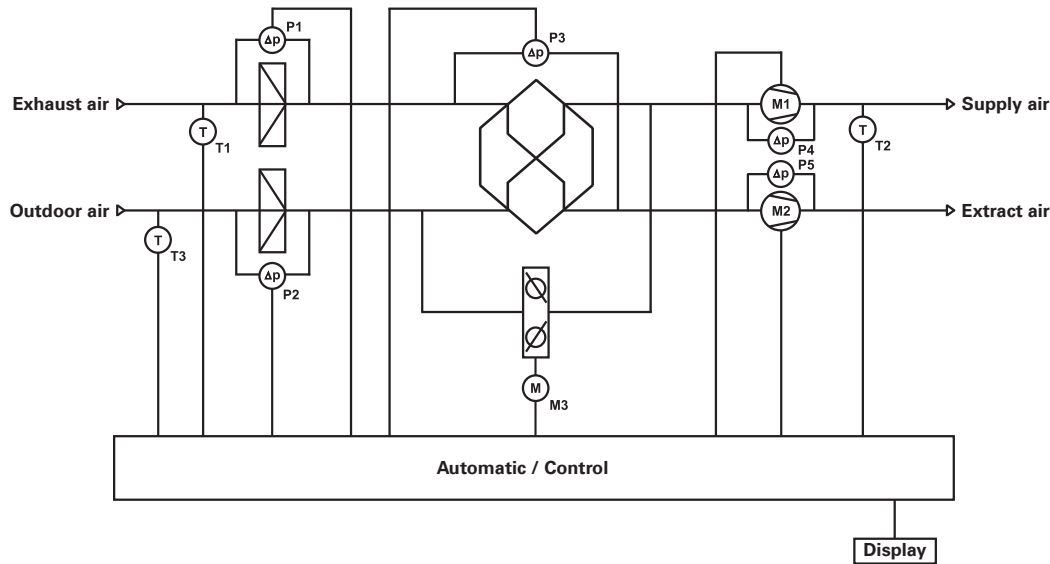 P1
Δp
P3
Δp
Exhaust air
M1
Supply air
T
T1
Δp
P4
T
T2
P5
Δp
Outdoor air
M2
Extract air
T
T3
Δp
P2
M
M3
Automatic / Control
Display